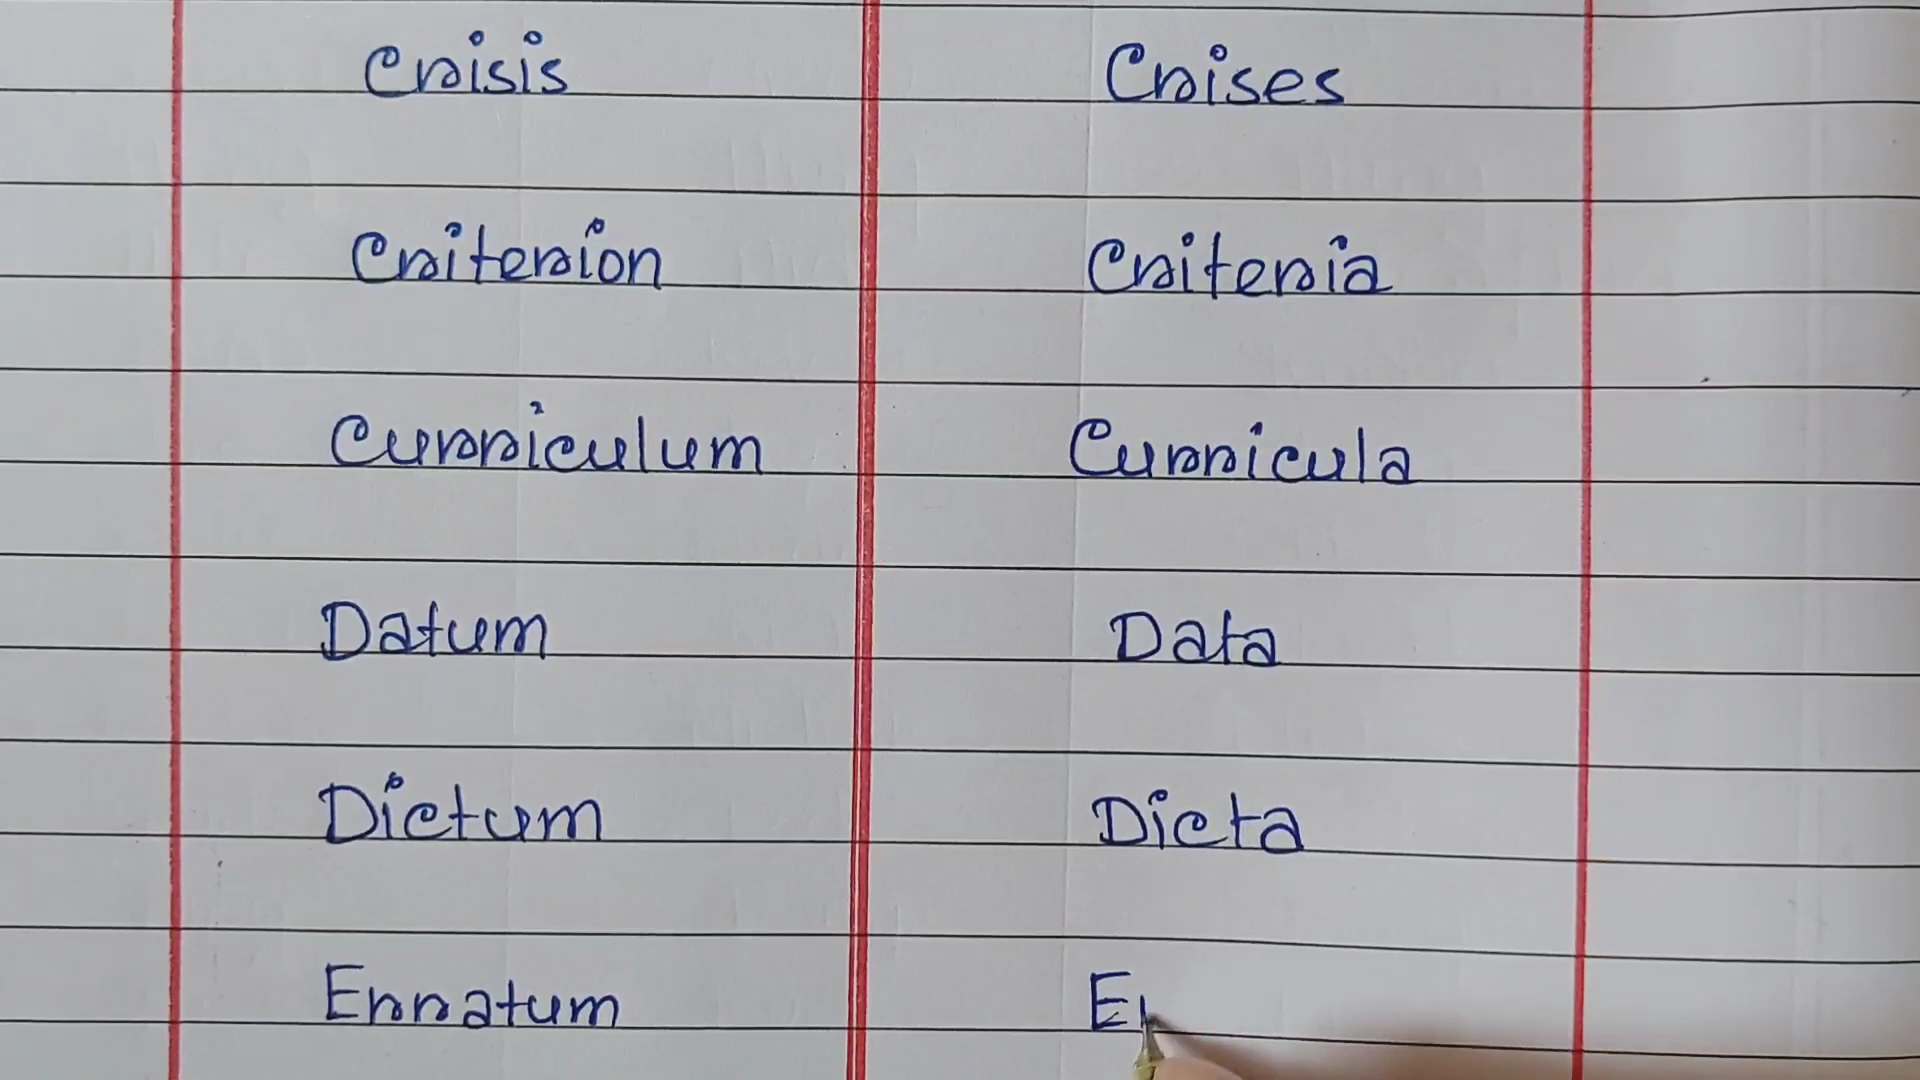 Crisis Crises
Criterion Criteria
Curriculum Curricula
Datum Data
Dictum Dicta
Erratum E